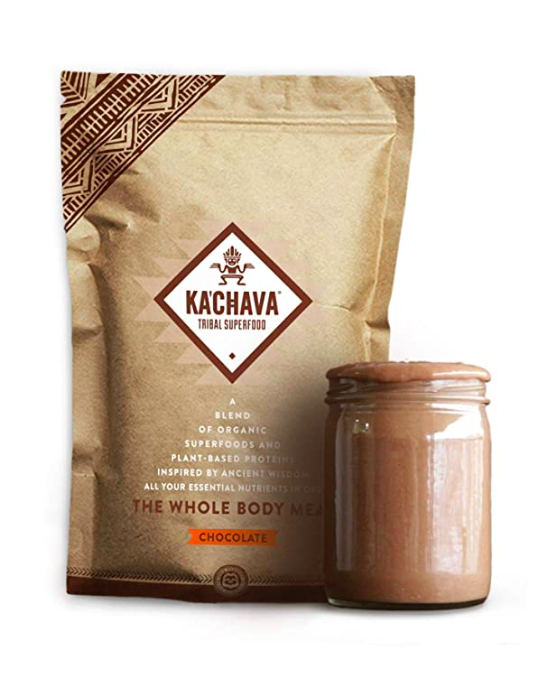 KA'CHAVA
TRIBAL SUPERFOOD
A
BLEND
OF ORGANIC
SUPERFOODS AND
PLANT-BASED PROTEINS
INSPIRED BY ANCIENT WISDOM
ALL YOUR ESSENTIAL NUTRIENTS IN
THE WHOLE BODY
CHOCOLATE